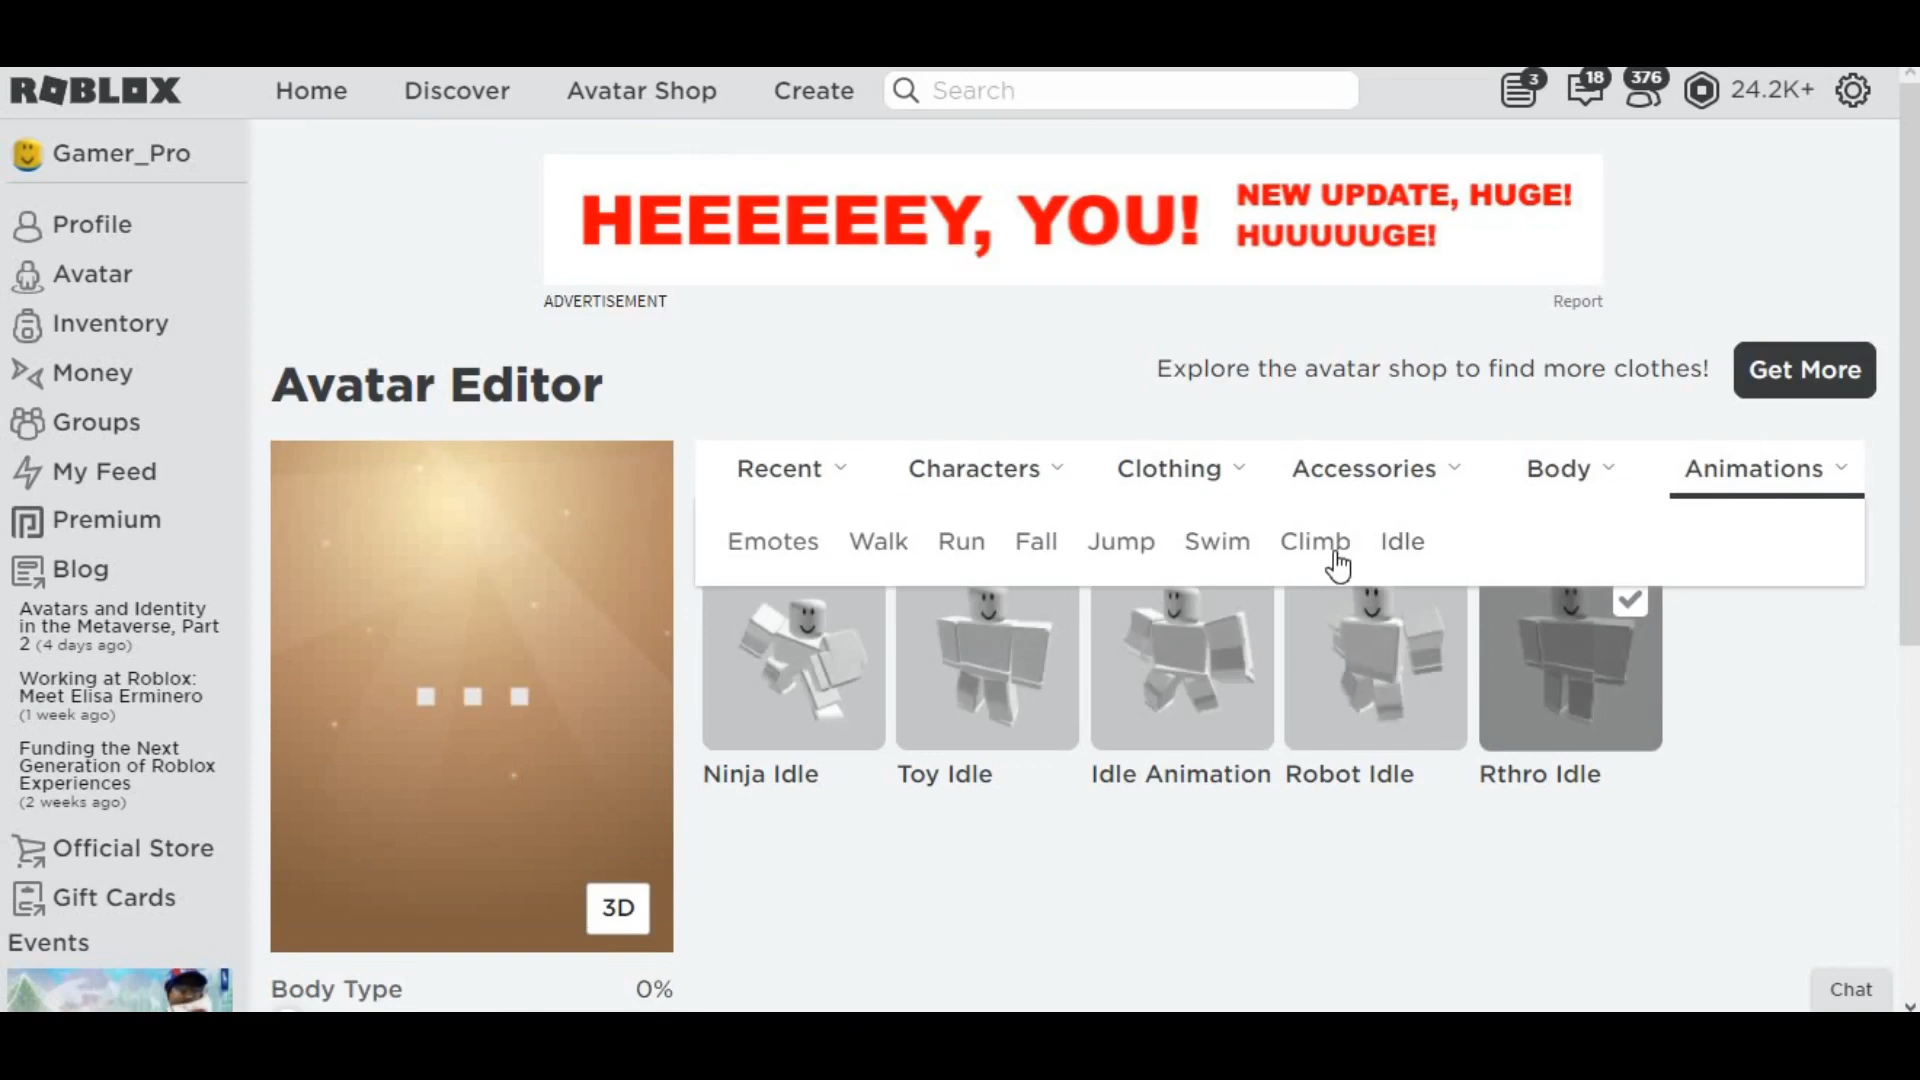 ROBLOX
Home
Discover
Avatar Shop
Create
Search
3
18
376
24.2K+
Gamer_Pro
Profile
Avatar
Inventory
Money
Groups
My Feed
Premium
Blog
Avatars and Identity
in the Metaverse, Part
2 (4 days ago)
Working at Roblox:
Meet Elisa Erminero
(1 week ago)
Funding the Next
Generation of Roblox
Experiences
(2 weeks ago)
Official Store
Gift Cards
Events
HEEEEEEY, YOU!
NEW UPDATE, HUGE!
HUUUUUGE!
ADVERTISEMENT
Report
Avatar Editor
Explore the avatar shop to find more clothes!
Get More
3D
Body Type
0%
Recent
Characters
Clothing
Accessories
Body
Animations
Emotes
Walk
Run
Fall
Jump
Swim
Climb
Idle
Ninja Idle
Toy Idle
Idle Animation
Robot Idle
Rthro Idle
Chat